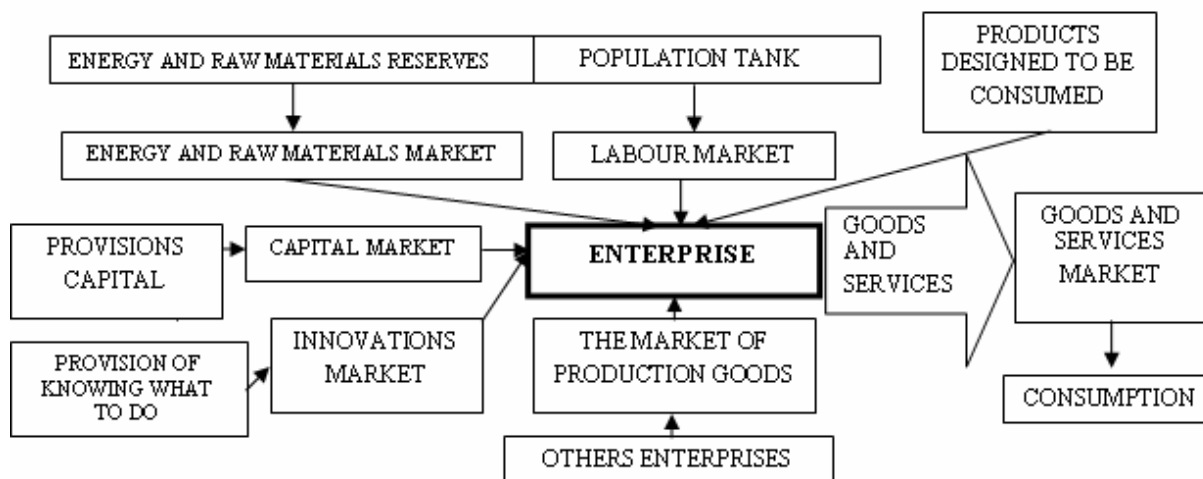 ENERGY AND RAW MATERIALS RESERVES
POPULATION TANK
PRODUCTS
DESIGNED TO BE
CONSUMED
ENERGY AND RAW MATERIALS MARKET
LABOUR MARKET
PROVISIONS
CAPITAL
CAPITAL MARKET
ENTERPRISE
GOODS
AND
SERVICES
GOODS AND
SERVICES
MARKET
PROVISION OF
KNOWING WHAT
TO DO
INNOVATIONS
MARKET
THE MARKET OF
PRODUCTION GOODS
CONSUMPTION
OTHERS ENTERPRISES